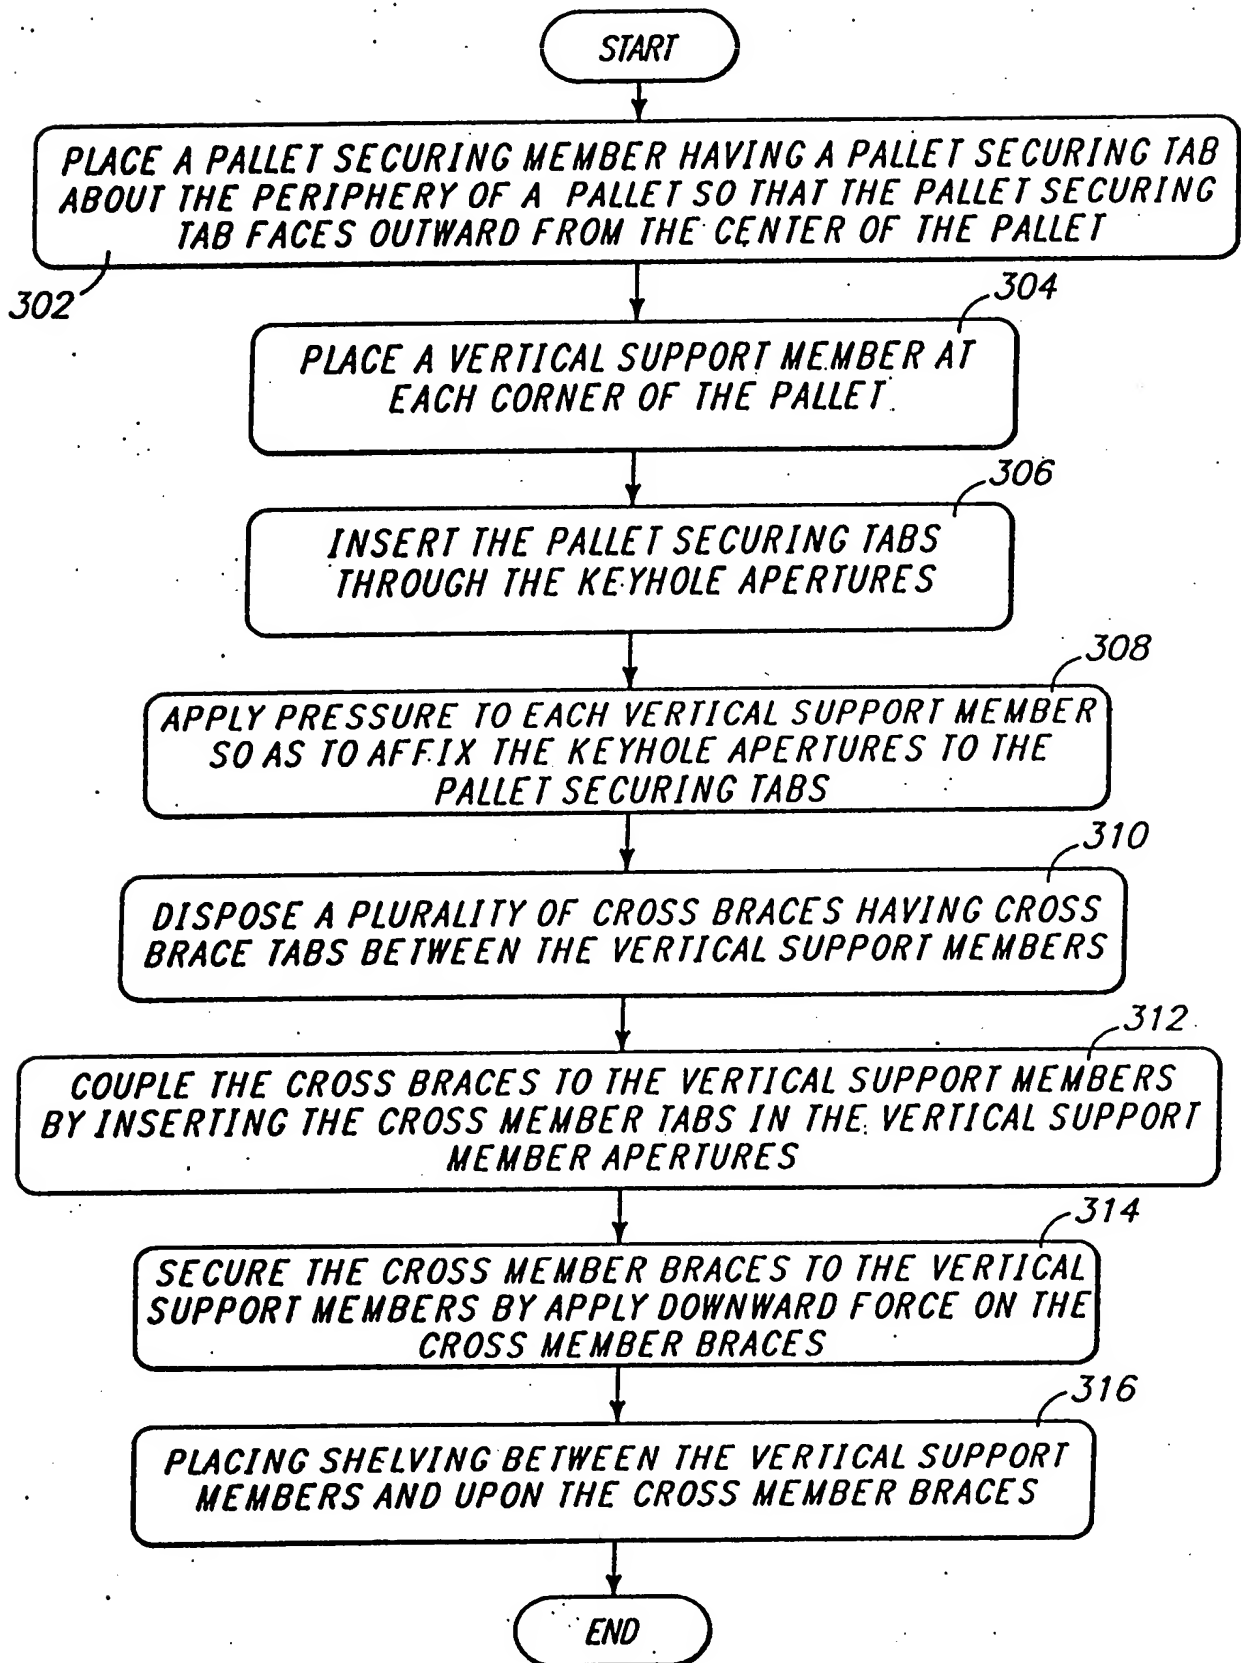 START
PLACE A PALLET SECURING MEMBER HAVING A PALLET SECURING TAB
ABOUT THE PERIPHERY OF A PALLET SO THAT THE PALLET SECURING
TAB FACES OUTWARD FROM THE CENTER OF THE PALLET
302
304
PLACE A VERTICAL SUPPORT MEMBER AT
EACH CORNER OF THE PALLET
306
INSERT THE PALLET SECURING TABS
THROUGH THE KEYHOLE APERTURES
308
APPLY PRESSURE TO EACH VERTICAL SUPPORT MEMBER
SO AS TO AFFIX THE KEYHOLE APERTURES TO THE
PALLET SECURING TABS
310
DISPOSE A PLURALITY OF CROSS BRACES HAVING CROSS
BRACE TABS BETWEEN THE VERTICAL SUPPORT MEMBERS
312
COUPLE THE CROSS BRACES TO THE VERTICAL SUPPORT MEMBERS
BY INSERTING THE CROSS MEMBER TABS IN THE VERTICAL SUPPORT
MEMBER APERTURES
314
SECURE THE CROSS MEMBER BRACES TO THE VERTICAL
SUPPORT MEMBERS BY APPLY DOWNWARD FORCE ON THE
CROSS MEMBER BRACES
316
PLACING SHELVING BETWEEN THE VERTICAL SUPPORT
MEMBERS AND UPON THE CROSS MEMBER BRACES
END